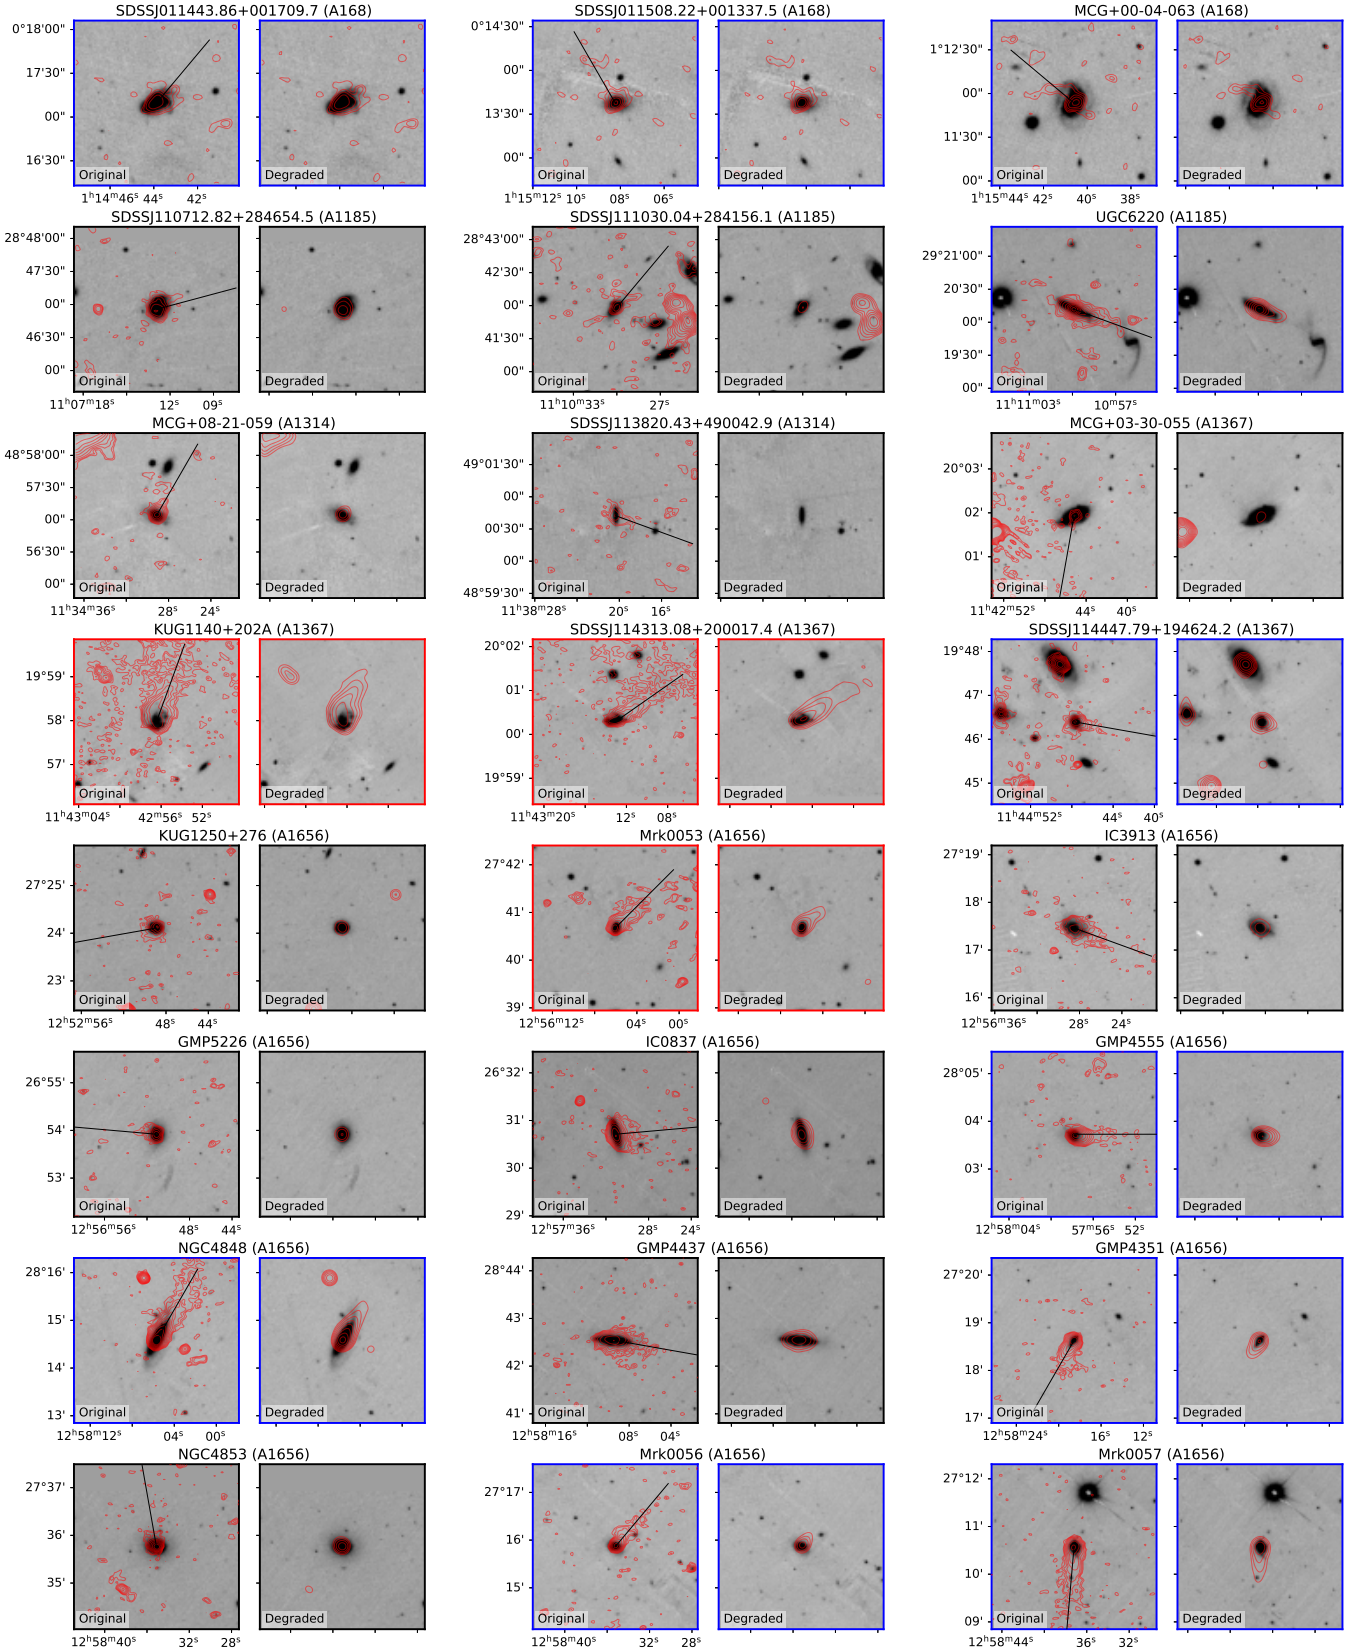 SDSSJ011443.86+001709.7 (A168)
0°18'00"
17'30"
00"
16'30"
Original
Degraded
1ʰ14ᵐ46ˢ 44ˢ 42ˢ
SDSSJ011508.22+001337.5 (A168)
0°14'30"
00"
13'30"
00"
Original
Degraded
1ʰ15ᵐ12ˢ 10ˢ 08ˢ 06ˢ
MCG+00-04-063 (A168)
1°12'30"
00"
11'30"
00"
Original
Degraded
1ʰ15ᵐ44ˢ 42ˢ 40ˢ 38ˢ
SDSSJ110712.82+284654.5 (A1185)
28°48'00"
47'30"
00"
46'30"
00"
Original
Degraded
11ʰ07ᵐ18ˢ 12ˢ 09ˢ
SDSSJ111030.04+284156.1 (A1185)
28°43'00"
42'30"
00"
41'30"
00"
Original
Degraded
11ʰ10ᵐ33ˢ 27ˢ
UGC6220 (A1185)
29°21'00"
20'30"
00"
19'30"
00"
Original
Degraded
11ʰ11ᵐ03ˢ 10ᵐ57ˢ
MCG+08-21-059 (A1314)
48°58'00"
57'30"
00"
56'30"
00"
Original
Degraded
11ʰ34ᵐ36ˢ 28ˢ 24ˢ
SDSSJ113820.43+490042.9 (A1314)
49°01'30"
00"
00'30"
00"
48°59'30"
Original
Degraded
11ʰ38ᵐ28ˢ 20ˢ 16ˢ
MCG+03-30-055 (A1367)
20°03'
02'
01'
Original
Degraded
11ʰ42ᵐ52ˢ 44ˢ 40ˢ
KUG1140+202A (A1367)
19°59'
58'
57'
Original
Degraded
11ʰ43ᵐ04ˢ 42ᵐ56ˢ 52ˢ
SDSSJ114313.08+200017.4 (A1367)
20°02'
01'
00'
19°59'
Original
Degraded
11ʰ43ᵐ20ˢ 12ˢ 08ˢ
SDSSJ114447.79+194624.2 (A1367)
19°48'
47'
46'
45'
Original
Degraded
11ʰ44ᵐ52ˢ 44ˢ 40ˢ
KUG1250+276 (A1656)
27°25'
24'
23'
Original
Degraded
12ʰ52ᵐ56ˢ 48ˢ 44ˢ
Mrk0053 (A1656)
27°42'
41'
40'
39'
Original
Degraded
12ʰ56ᵐ12ˢ 04ˢ 00ˢ
IC3913 (A1656)
27°19'
18'
17'
16'
Original
Degraded
12ʰ56ᵐ36ˢ 28ˢ 24ˢ
GMP5226 (A1656)
26°55'
54'
53'
Original
Degraded
12ʰ56ᵐ56ˢ 48ˢ 44ˢ
IC0837 (A1656)
26°32'
31'
30'
29'
Original
Degraded
12ʰ57ᵐ36ˢ 28ˢ 24ˢ
GMP4555 (A1656)
28°05'
04'
03'
Original
Degraded
12ʰ58ᵐ04ˢ 57ᵐ56ˢ 52ˢ
NGC4848 (A1656)
28°16'
15'
14'
13'
Original
Degraded
12ʰ58ᵐ12ˢ 04ˢ 00ˢ
GMP4437 (A1656)
28°44'
43'
42'
41'
Original
Degraded
12ʰ58ᵐ16ˢ 08ˢ 04ˢ
GMP4351 (A1656)
27°20'
19'
18'
17'
Original
Degraded
12ʰ58ᵐ24ˢ 16ˢ 12ˢ
NGC4853 (A1656)
27°37'
36'
35'
Original
Degraded
12ʰ58ᵐ40ˢ 32ˢ 28ˢ
Mrk0056 (A1656)
27°17'
16'
15'
Original
Degraded
12ʰ58ᵐ40ˢ 32ˢ 28ˢ
Mrk0057 (A1656)
27°12'
11'
10'
09'
Original
Degraded
12ʰ58ᵐ44ˢ 36ˢ 32ˢ